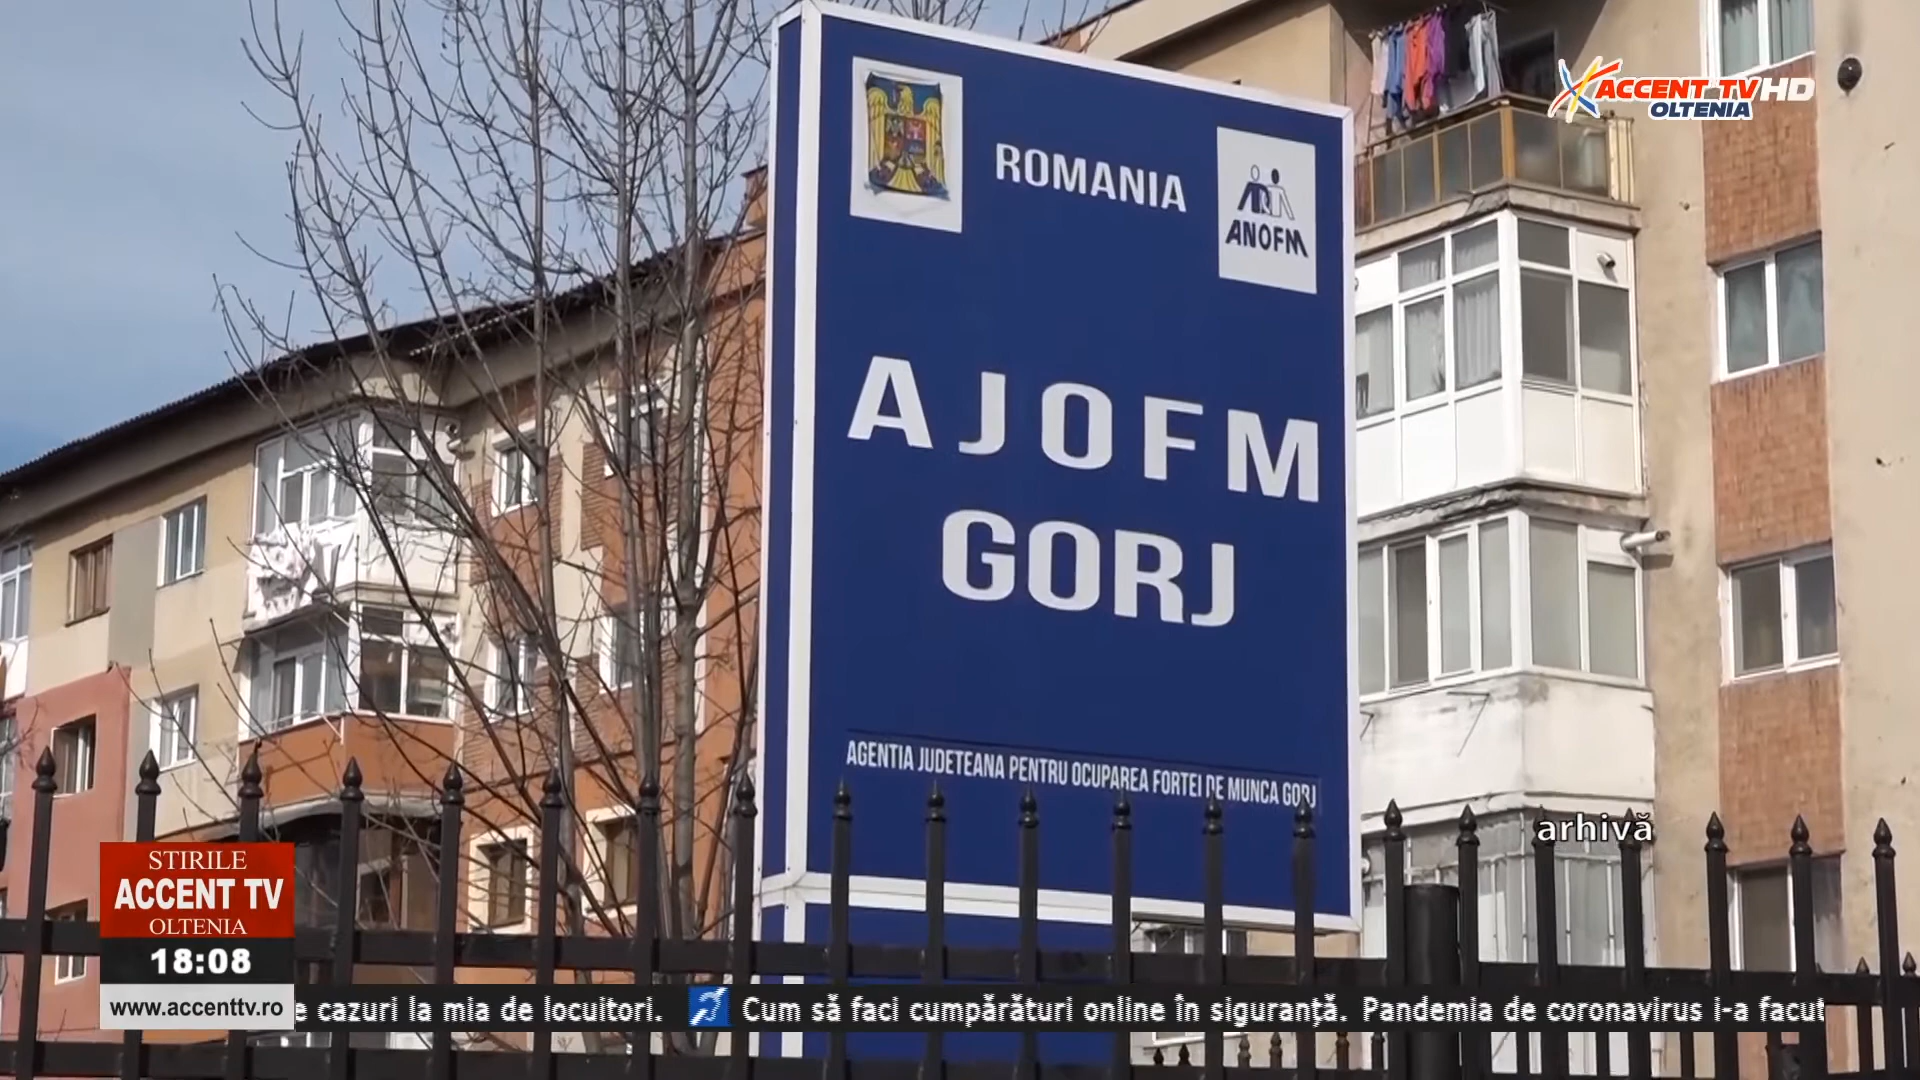 ACCENT TV HD
OLTENIA
ROMANIA
ANOFM
AJOFM
GORJ
AGENTIA JUDETEANA PENTRU OCUPAREA FORTEI DE MUNCA GORJ
arhivă
STIRILE
ACCENT TV
OLTENIA
18:08
www.accenttv.ro
e cazuri la mia de locuitori. Cum să faci cumpărături online în siguranță. Pandemia de coronavirus i-a facut